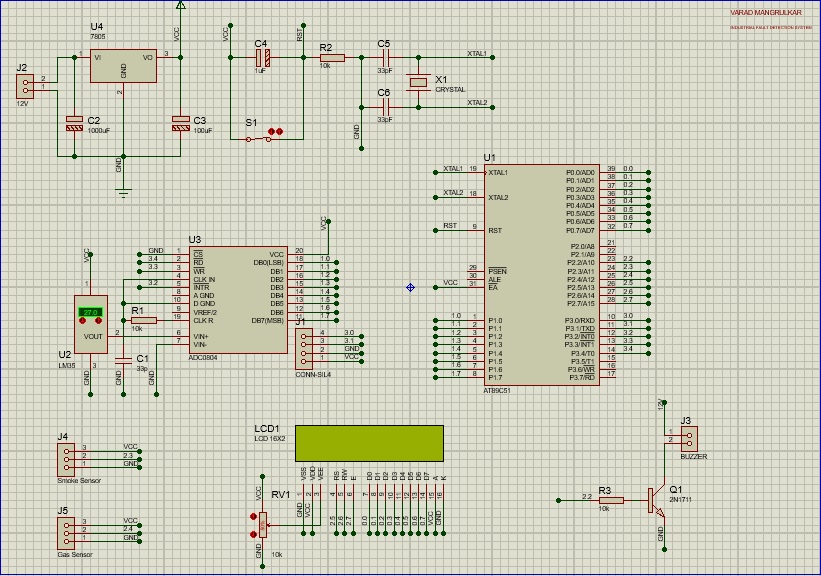 VARAD MANGRULKAR
INDUSTRIAL FAULT DETECTION SYSTEM
U4
7805
VI VO
1 3
GND
2
VCC
J2
2
1
12V
C2
1000uF
C3
100uF
GND
VCC
RST
C4
1uF
R2
10k
S1
C5
33pF
C6
33pF
X1
CRYSTAL
XTAL1
XTAL2
GND
U1
XTAL1 19 XTAL1
XTAL2 18 XTAL2
RST 9 RST
29 PSEN
30 ALE
VCC 31 EA
1.0 1 P1.0
1.1 2 P1.1
1.2 3 P1.2
1.3 4 P1.3
1.4 5 P1.4
1.5 6 P1.5
1.6 7 P1.6
1.7 8 P1.7
P0.0/AD0 39 0.0
P0.1/AD1 38 0.1
P0.2/AD2 37 0.2
P0.3/AD3 36 0.3
P0.4/AD4 35 0.4
P0.5/AD5 34 0.5
P0.6/AD6 33 0.6
P0.7/AD7 32 0.7
P2.0/A8 21
P2.1/A9 22
P2.2/A10 23 2.2
P2.3/A11 24 2.3
P2.4/A12 25 2.4
P2.5/A13 26 2.5
P2.6/A14 27 2.6
P2.7/A15 28 2.7
P3.0/RXD 10 3.0
P3.1/TXD 11 3.1
P3.2/INT0 12 3.2
P3.3/INT1 13 3.3
P3.4/T0 14 3.4
P3.5/T1 15
P3.6/WR 16
P3.7/RD 17
AT89C51
U3
GND 1 CS
3.4 2 RD
3.3 3 WR
4 CLK IN
3.2 5 INTR
8 A GND
10 D GND
9 VREF/2
19 CLK R
6 VIN+
7 VIN-
VCC 20
DB0(LSB) 18 1.0
DB1 17 1.1
DB2 16 1.2
DB3 15 1.3
DB4 14 1.4
DB5 13 1.5
DB6 12 1.6
DB7(MSB) 11 1.7
ADC0804
VCC
VCC
1
27.0
VOUT 2
3
U2
LM35
GND
R1
10k
C1
33p
GND
GND
J1
4 3.0
3 3.1
2 GND
1 VCC
CONN-SIL4
J4
3 VCC
2 2.3
1 GND
Smoke Sensor
J5
3 VCC
2 2.4
1 GND
Gas Sensor
LCD1
LCD 16X2
VSS VDD VEE RS RW E D0 D1 D2 D3 D4 D5 D6 D7 A K
1 2 3 4 5 6 7 8 9 10 11 12 13 14 15 16
GND VCC 2.5 2.6 2.7 0.0 0.1 0.2 0.3 0.4 0.5 0.6 0.7 VCC GND
RV1
VCC
GND
10k
12V
J3
1
2
BUZZER
2.2
R3
10k
Q1
2N1711
GND